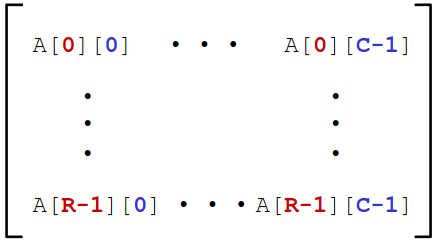 A[0][0] • • • A[0][C-1]
• •
• •
• •
A[R-1][0] • • • A[R-1][C-1]